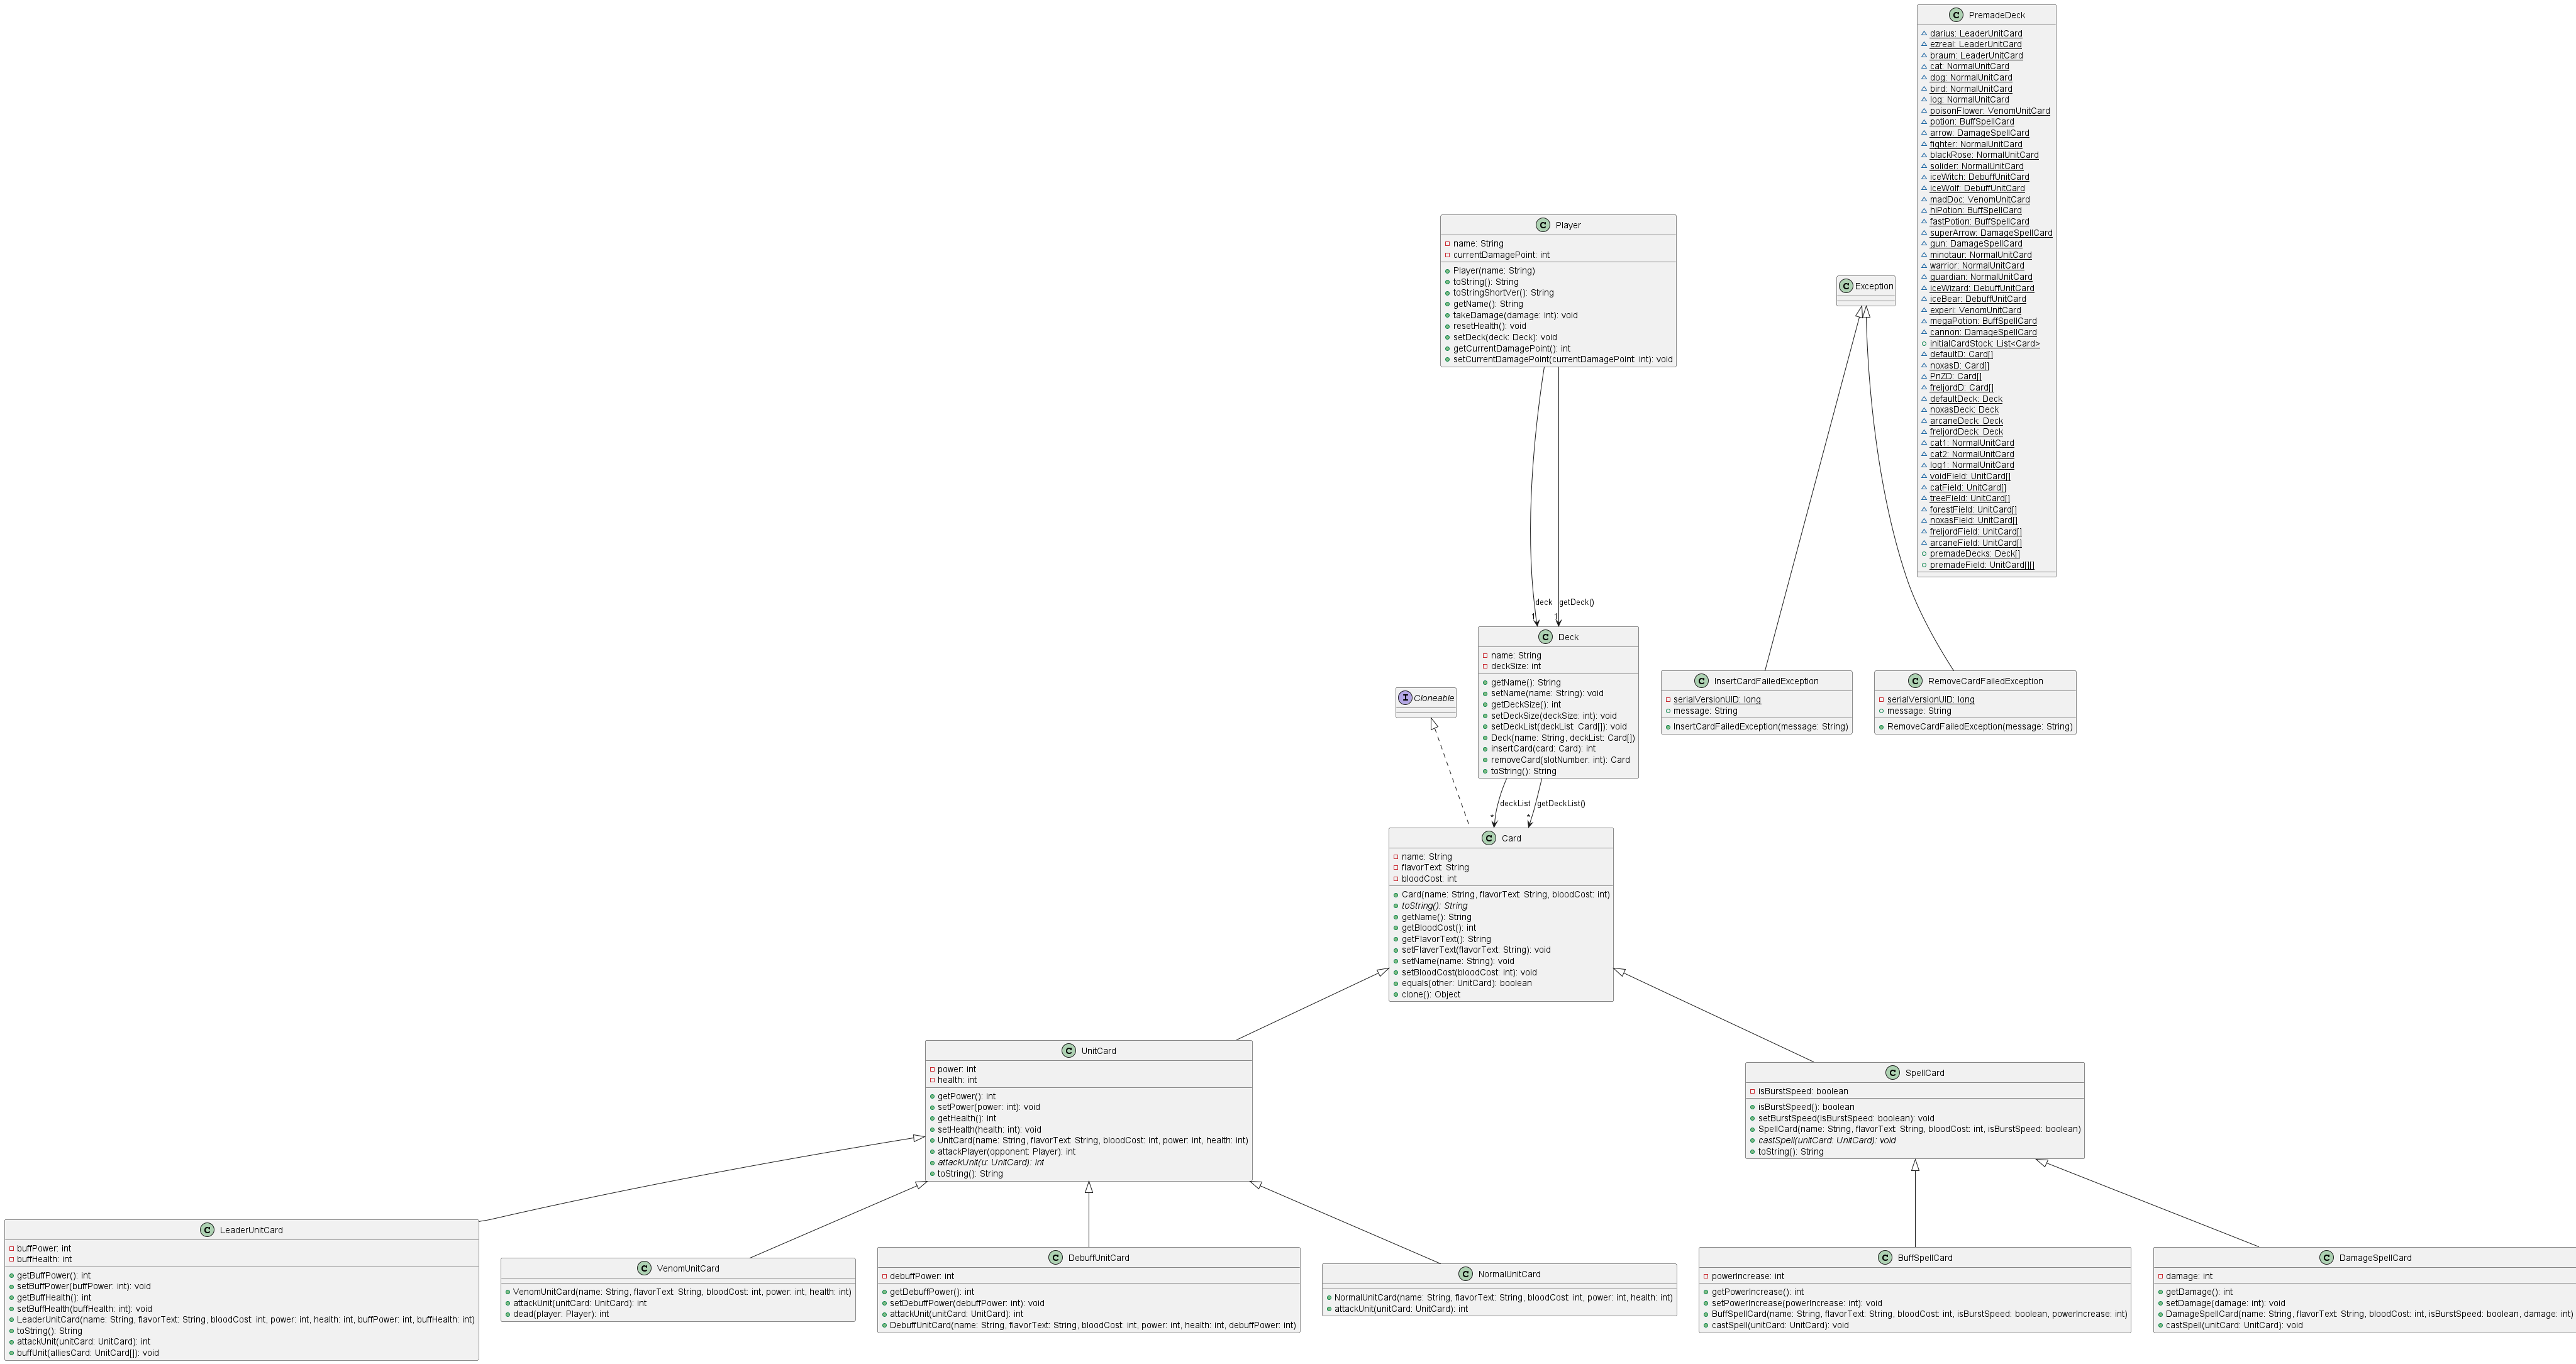 PremadeDeck
darius: LeaderUnitCard
ezreal: LeaderUnitCard
braum: LeaderUnitCard
cat: NormalUnitCard
dog: NormalUnitCard
bird: NormalUnitCard
log: NormalUnitCard
poisonFlower: VenomUnitCard
potion: BuffSpellCard
arrow: DamageSpellCard
fighter: NormalUnitCard
blackRose: NormalUnitCard
solider: NormalUnitCard
iceWitch: DebuffUnitCard
iceWolf: DebuffUnitCard
madDoc: VenomUnitCard
hiPotion: BuffSpellCard
fastPotion: BuffSpellCard
superArrow: DamageSpellCard
gun: DamageSpellCard
minotaur: NormalUnitCard
warrior: NormalUnitCard
guardian: NormalUnitCard
iceWizard: DebuffUnitCard
iceBear: DebuffUnitCard
experi: VenomUnitCard
megaPotion: BuffSpellCard
cannon: DamageSpellCard
initialCardStock: List<Card>
defaultD: Card[]
noxasD: Card[]
PnZD: Card[]
freljordD: Card[]
defaultDeck: Deck
noxasDeck: Deck
arcaneDeck: Deck
freljordDeck: Deck
cat1: NormalUnitCard
cat2: NormalUnitCard
log1: NormalUnitCard
voidField: UnitCard[]
catField: UnitCard[]
treeField: UnitCard[]
forestField: UnitCard[]
noxasField: UnitCard[]
freljordField: UnitCard[]
arcaneField: UnitCard[]
premadeDecks: Deck[]
premadeField: UnitCard[][]
Player
name: String
currentDamagePoint: int
Player(name: String)
toString(): String
toStringShortVer(): String
getName(): String
takeDamage(damage: int): void
resetHealth(): void
setDeck(deck: Deck): void
getCurrentDamagePoint(): int
setCurrentDamagePoint(currentDamagePoint: int): void
Exception
deck
getDeck()
1
1
Deck
name: String
deckSize: int
getName(): String
setName(name: String): void
getDeckSize(): int
setDeckSize(deckSize: int): void
setDeckList(deckList: Card[]): void
Deck(name: String, deckList: Card[])
insertCard(card: Card): int
removeCard(slotNumber: int): Card
toString(): String
Cloneable
InsertCardFailedException
serialVersionUID: long
message: String
InsertCardFailedException(message: String)
RemoveCardFailedException
serialVersionUID: long
message: String
RemoveCardFailedException(message: String)
deckList
getDeckList()
*
*
Card
name: String
flavorText: String
bloodCost: int
Card(name: String, flavorText: String, bloodCost: int)
toString(): String
getName(): String
getBloodCost(): int
getFlavorText(): String
setFlaverText(flavorText: String): void
setName(name: String): void
setBloodCost(bloodCost: int): void
equals(other: UnitCard): boolean
clone(): Object
UnitCard
power: int
health: int
getPower(): int
setPower(power: int): void
getHealth(): int
setHealth(health: int): void
UnitCard(name: String, flavorText: String, bloodCost: int, power: int, health: int)
attackPlayer(opponent: Player): int
attackUnit(u: UnitCard): int
toString(): String
SpellCard
isBurstSpeed: boolean
isBurstSpeed(): boolean
setBurstSpeed(isBurstSpeed: boolean): void
SpellCard(name: String, flavorText: String, bloodCost: int, isBurstSpeed: boolean)
castSpell(unitCard: UnitCard): void
toString(): String
LeaderUnitCard
buffPower: int
buffHealth: int
getBuffPower(): int
setBuffPower(buffPower: int): void
getBuffHealth(): int
setBuffHealth(buffHealth: int): void
LeaderUnitCard(name: String, flavorText: String, bloodCost: int, power: int, health: int, buffPower: int, buffHealth: int)
toString(): String
attackUnit(unitCard: UnitCard): int
buffUnit(alliesCard: UnitCard[]): void
VenomUnitCard
VenomUnitCard(name: String, flavorText: String, bloodCost: int, power: int, health: int)
attackUnit(unitCard: UnitCard): int
dead(player: Player): int
DebuffUnitCard
debuffPower: int
getDebuffPower(): int
setDebuffPower(debuffPower: int): void
attackUnit(unitCard: UnitCard): int
DebuffUnitCard(name: String, flavorText: String, bloodCost: int, power: int, health: int, debuffPower: int)
NormalUnitCard
NormalUnitCard(name: String, flavorText: String, bloodCost: int, power: int, health: int)
attackUnit(unitCard: UnitCard): int
BuffSpellCard
powerIncrease: int
getPowerIncrease(): int
setPowerIncrease(powerIncrease: int): void
BuffSpellCard(name: String, flavorText: String, bloodCost: int, isBurstSpeed: boolean, powerIncrease: int)
castSpell(unitCard: UnitCard): void
DamageSpellCard
damage: int
getDamage(): int
setDamage(damage: int): void
DamageSpellCard(name: String, flavorText: String, bloodCost: int, isBurstSpeed: boolean, damage: int)
castSpell(unitCard: UnitCard): void